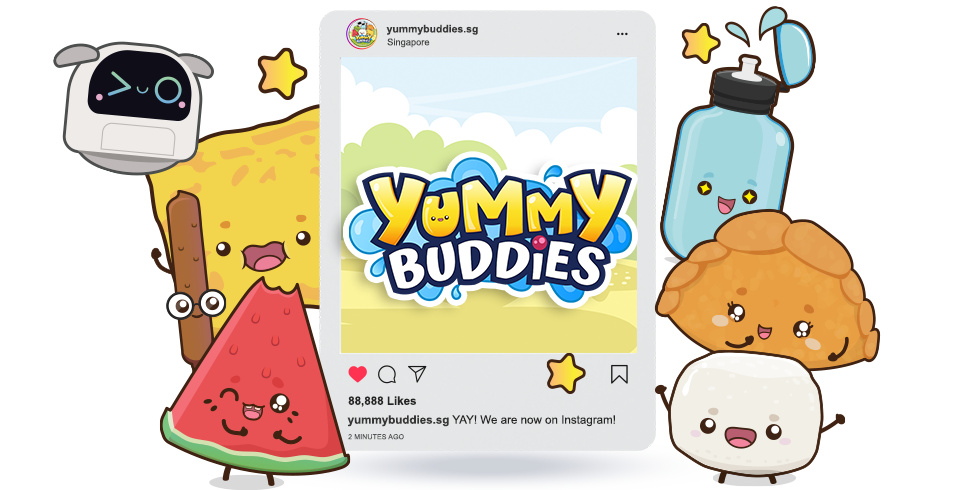 yummybuddies.sg
Singapore
YUMMY
BUDDiES
88,888 Likes
yummybuddies.sg YAY! We are now on Instagram!
2 MINUTES AGO